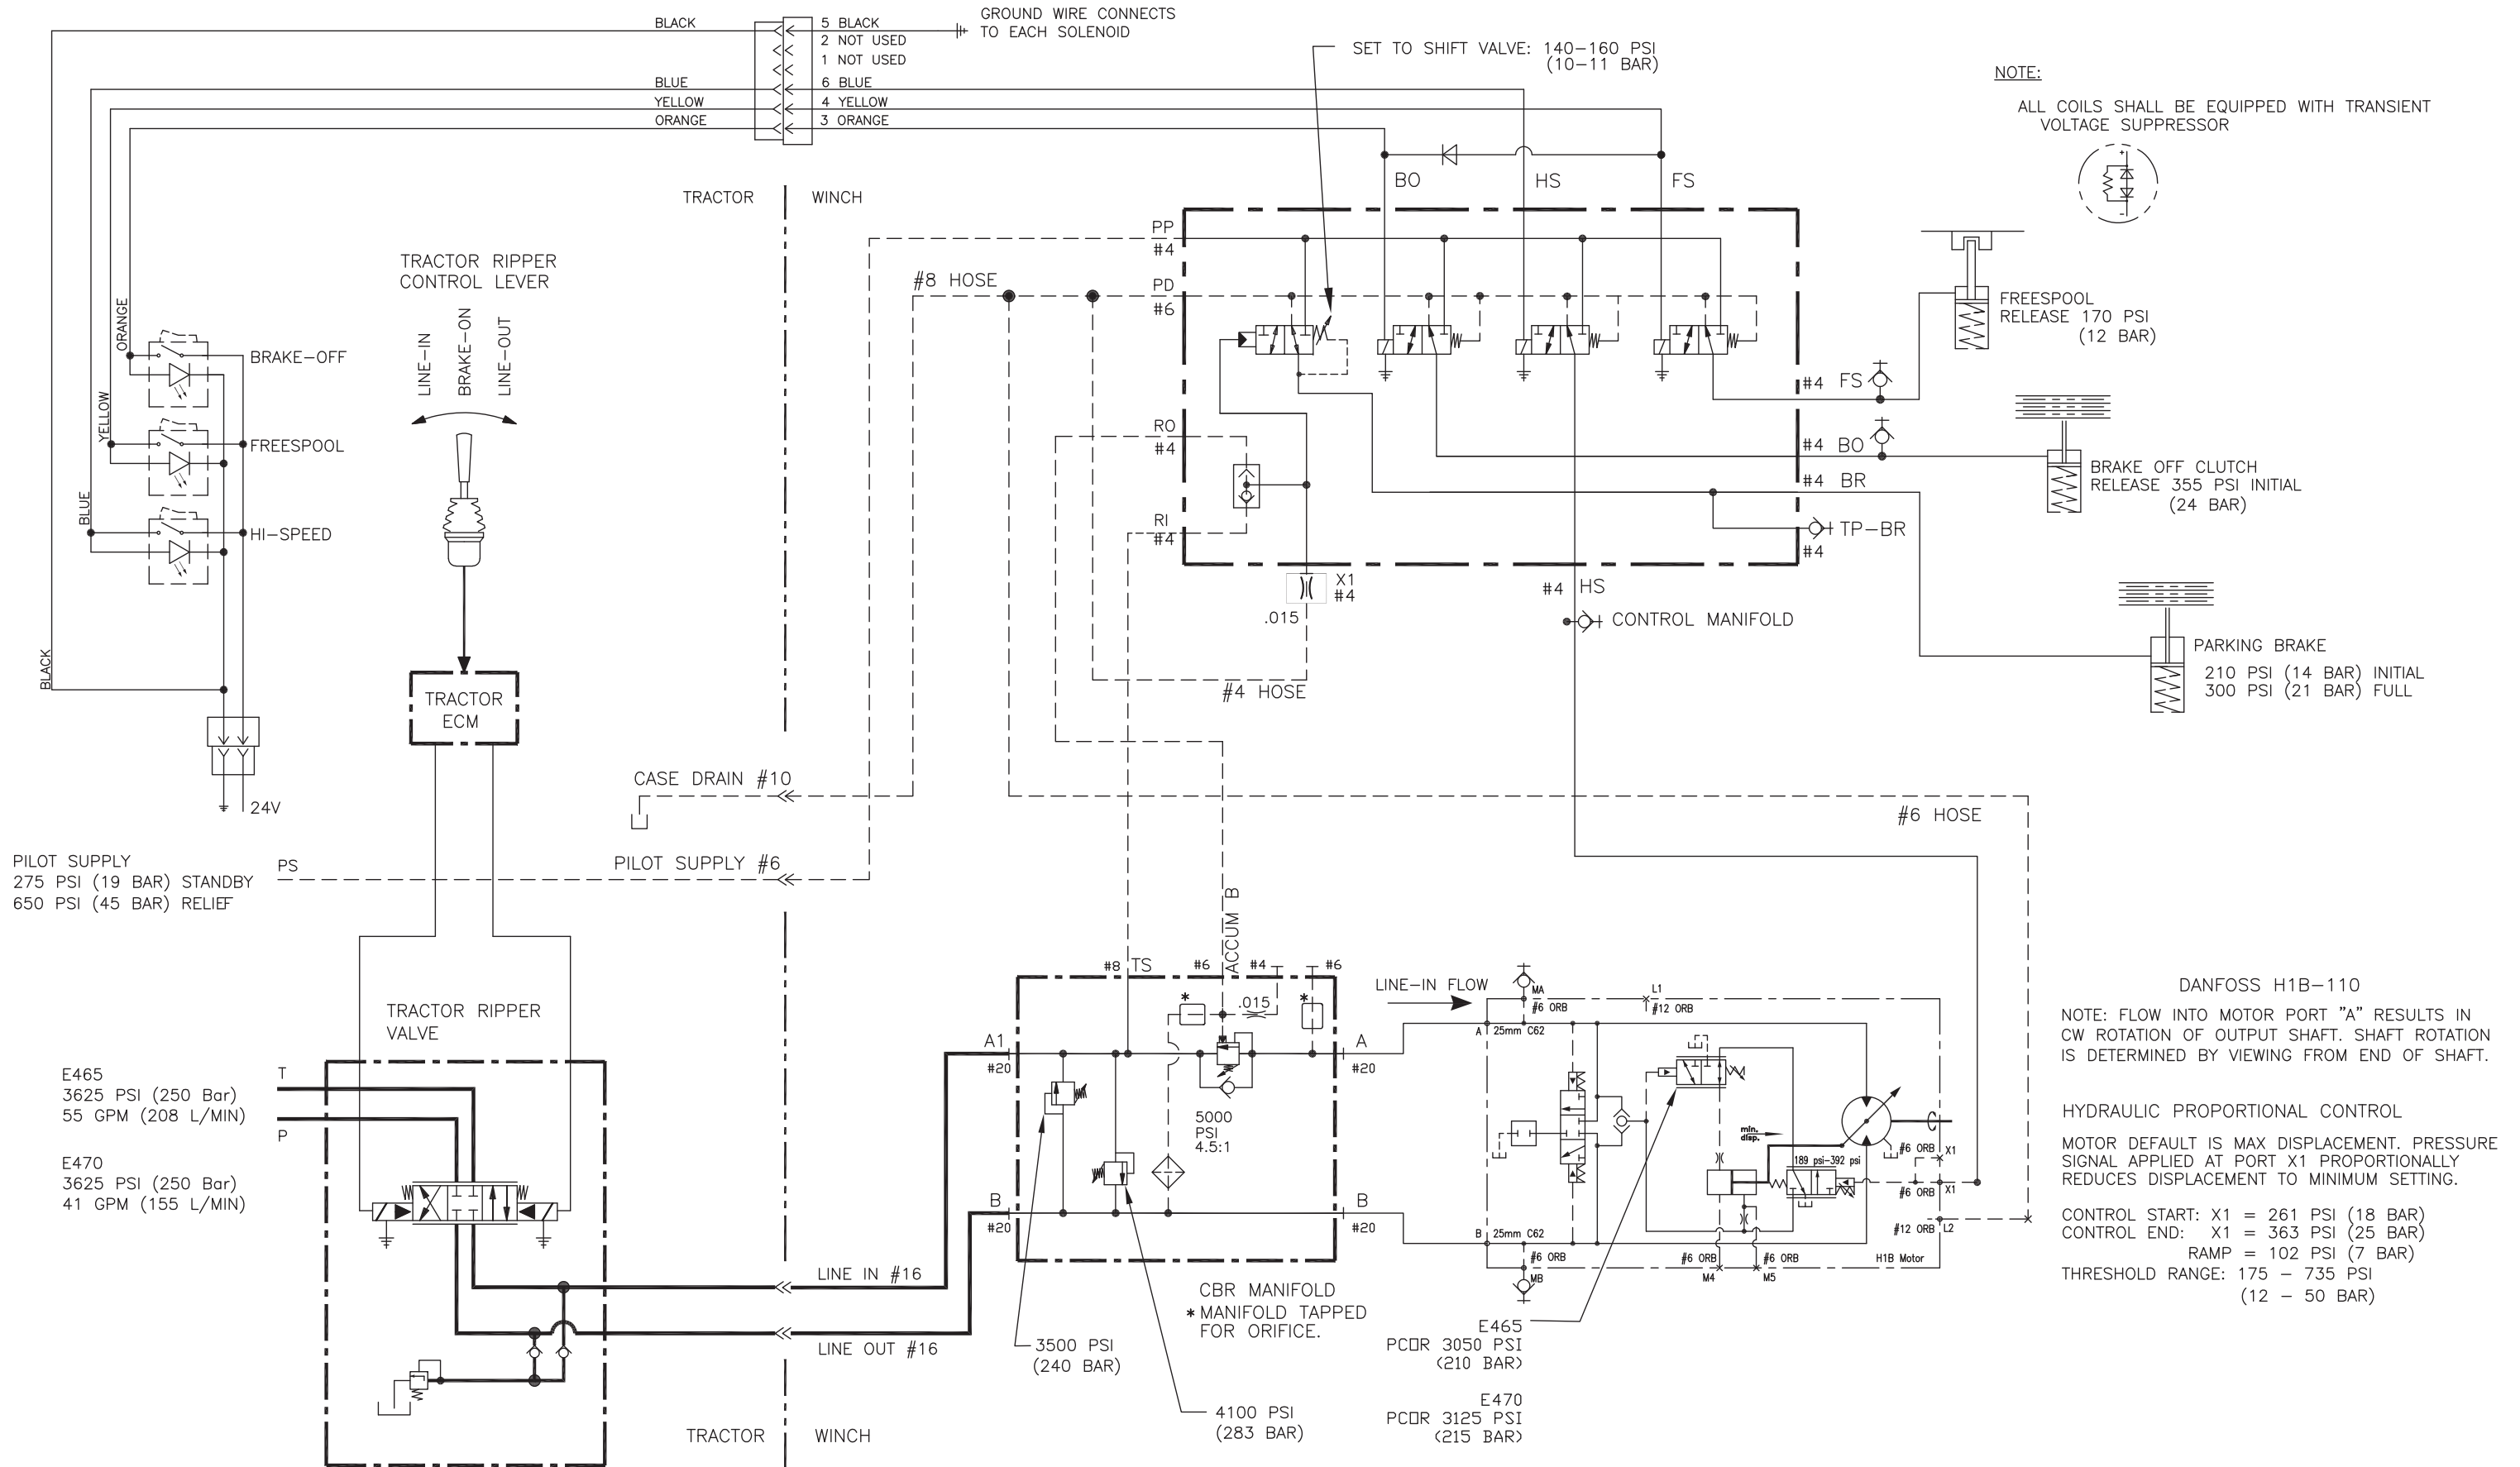 BLACK
5 BLACK
2 NOT USED
1 NOT USED
BLUE
6 BLUE
YELLOW
4 YELLOW
ORANGE
3 ORANGE
GROUND WIRE CONNECTS
TO EACH SOLENOID
SET TO SHIFT VALVE: 140-160 PSI
(10-11 BAR)
NOTE:
ALL COILS SHALL BE EQUIPPED WITH TRANSIENT
VOLTAGE SUPPRESSOR
+
-
TRACTOR
WINCH
BO
HS
FS
PP
#4
PD
#6
#8 HOSE
RO
#4
RI
#4
X1
#4
.015
#4 HOSE
#4 FS
#4 BO
#4 BR
TP-BR
#4
#4 HS
CONTROL MANIFOLD
FREESPOOL
RELEASE 170 PSI
(12 BAR)
BRAKE OFF CLUTCH
RELEASE 355 PSI INITIAL
(24 BAR)
PARKING BRAKE
210 PSI (14 BAR) INITIAL
300 PSI (21 BAR) FULL
TRACTOR RIPPER
CONTROL LEVER
LINE-IN
BRAKE-ON
LINE-OUT
ORANGE
YELLOW
BLUE
BLACK
BRAKE-OFF
FREESPOOL
HI-SPEED
24V
TRACTOR
ECM
CASE DRAIN #10
PILOT SUPPLY #6
PILOT SUPPLY
275 PSI (19 BAR) STANDBY
650 PSI (45 BAR) RELIEF
PS
#6 HOSE
TRACTOR RIPPER
VALVE
E465
3625 PSI (250 Bar)
55 GPM (208 L/MIN)
E470
3625 PSI (250 Bar)
41 GPM (155 L/MIN)
T
P
LINE IN #16
LINE OUT #16
TRACTOR
WINCH
#8 TS
#6
ACCUM B
#4
#6
*
.015
*
A1
#20
A
#20
B
#20
B
#20
5000
PSI
4.5:1
CBR MANIFOLD
* MANIFOLD TAPPED
FOR ORIFICE.
3500 PSI
(240 BAR)
4100 PSI
(283 BAR)
LINE-IN FLOW
MA
#6 ORB
L1
#12 ORB
A
25mm C62
min.
disp.
189 psi-392 psi
#6 ORB
X1
#6 ORB
X1
#12 ORB
L2
B
25mm C62
#6 ORB
MB
#6 ORB
M4
#6 ORB
M5
H1B Motor
E465
PCOR 3050 PSI
(210 BAR)
E470
PCOR 3125 PSI
(215 BAR)
DANFOSS H1B-110
NOTE: FLOW INTO MOTOR PORT "A" RESULTS IN
CW ROTATION OF OUTPUT SHAFT. SHAFT ROTATION
IS DETERMINED BY VIEWING FROM END OF SHAFT.
HYDRAULIC PROPORTIONAL CONTROL
MOTOR DEFAULT IS MAX DISPLACEMENT. PRESSURE
SIGNAL APPLIED AT PORT X1 PROPORTIONALLY
REDUCES DISPLACEMENT TO MINIMUM SETTING.
CONTROL START: X1 = 261 PSI (18 BAR)
CONTROL END: X1 = 363 PSI (25 BAR)
RAMP = 102 PSI (7 BAR)
THRESHOLD RANGE: 175 - 735 PSI
(12 - 50 BAR)